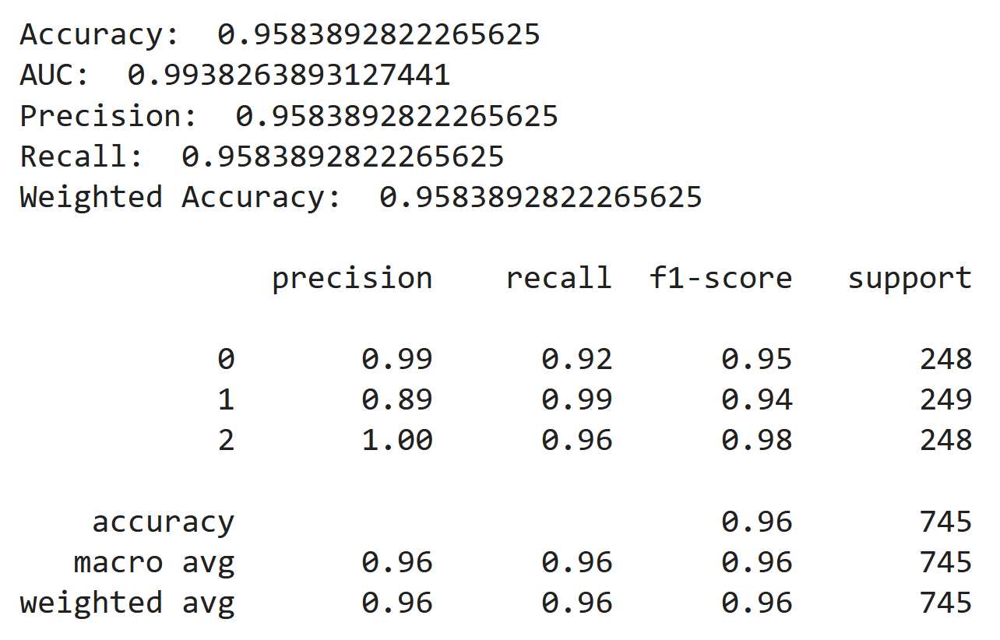 Accuracy:  0.9583892822265625
AUC:  0.9938263893127441
Precision:  0.9583892822265625
Recall:  0.9583892822265625
Weighted Accuracy:  0.9583892822265625
precision    recall  f1-score   support
0       0.99      0.92      0.95       248
1       0.89      0.99      0.94       249
2       1.00      0.96      0.98       248
accuracy                           0.96       745
macro avg       0.96      0.96      0.96       745
weighted avg       0.96      0.96      0.96       745